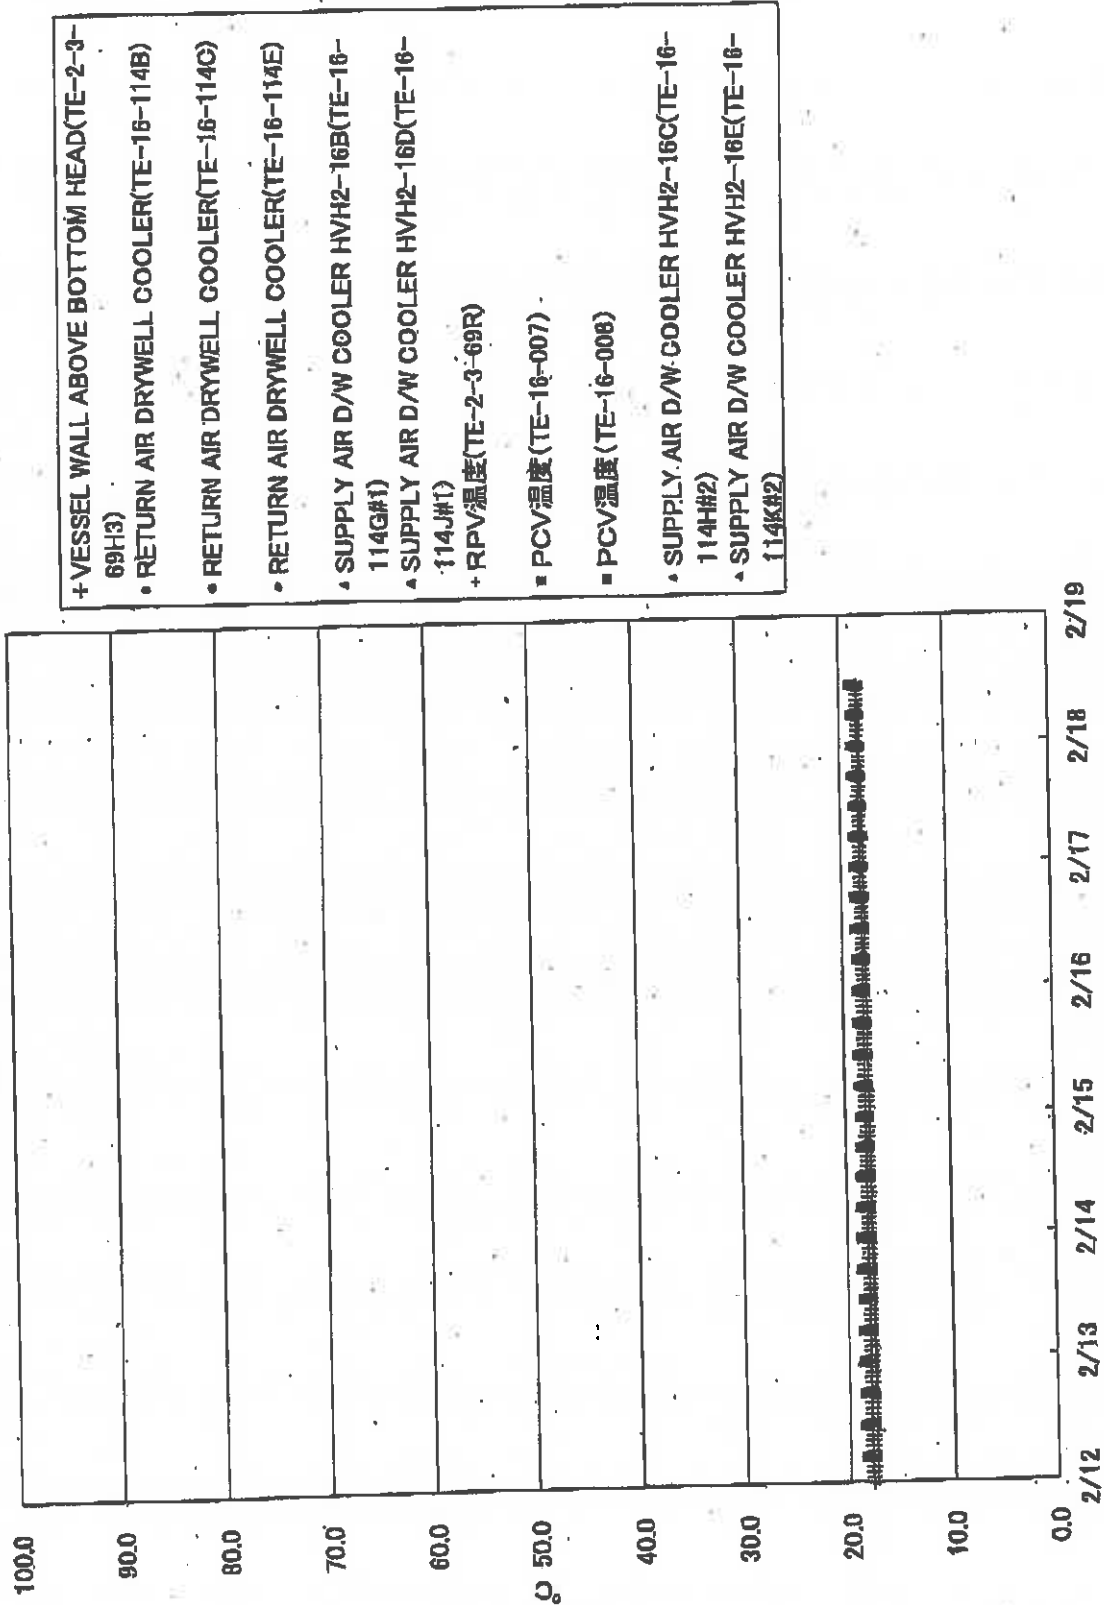 100.0
90.0
80.0
70.0
60.0
℃ 50.0
40.0
30.0
20.0
10.0
0.0
2/12
2/13
2/14
2/15
2/16
2/17
2/18
2/19
+ VESSEL WALL ABOVE BOTTOM HEAD(TE-2-3-
69H3)
• RETURN AIR DRYWELL COOLER(TE-16-114B)
• RETURN AIR DRYWELL COOLER(TE-16-114C)
• RETURN AIR DRYWELL COOLER(TE-16-114E)
▲ SUPPLY AIR D/W COOLER HVH2-16B(TE-16-
114G#1)
▲ SUPPLY AIR D/W COOLER HVH2-16D(TE-16-
114J#1)
+ RPV温度(TE-2-3-69R)
■ PCV温度(TE-16-007)
■ PCV温度(TE-16-008)
▲ SUPPLY AIR D/W COOLER HVH2-16C(TE-16-
114H#2)
▲ SUPPLY AIR D/W COOLER HVH2-16E(TE-16-
114K#2)